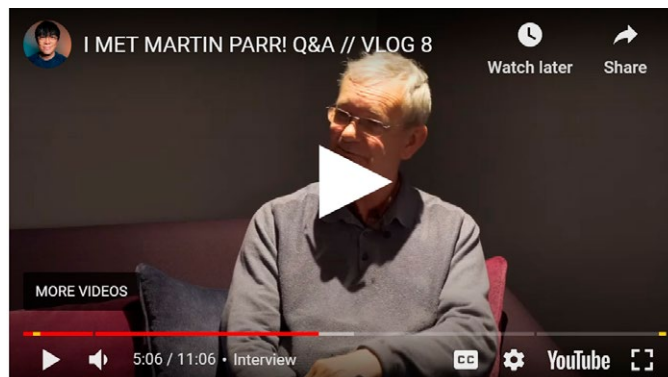 I MET MARTIN PARR! Q&A // VLOG 8
Watch later
Share
MORE VIDEOS
5:06 / 11:06 • Interview
CC
YouTube